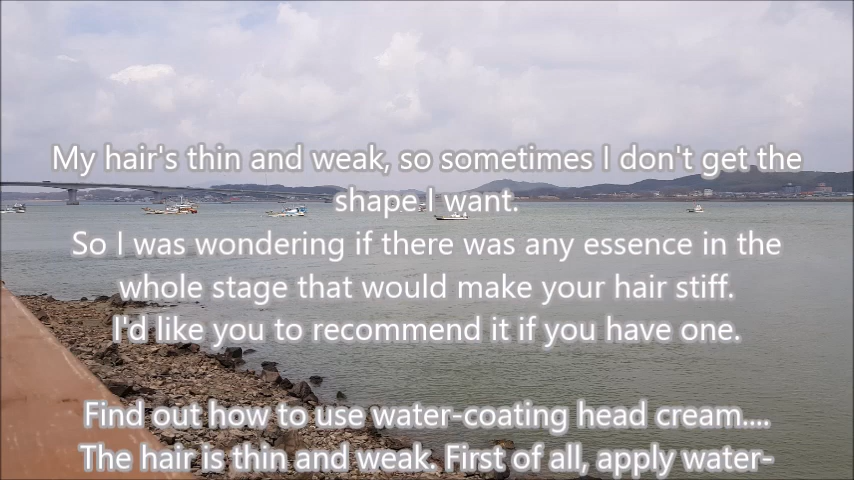 My hair's thin and weak, so sometimes I don't get the
shape I want.
So I was wondering if there was any essence in the
whole stage that would make your hair stiff.
I'd like you to recommend it if you have one.
Find out how to use water-coating head cream....
The hair is thin and weak. First of all, apply water-